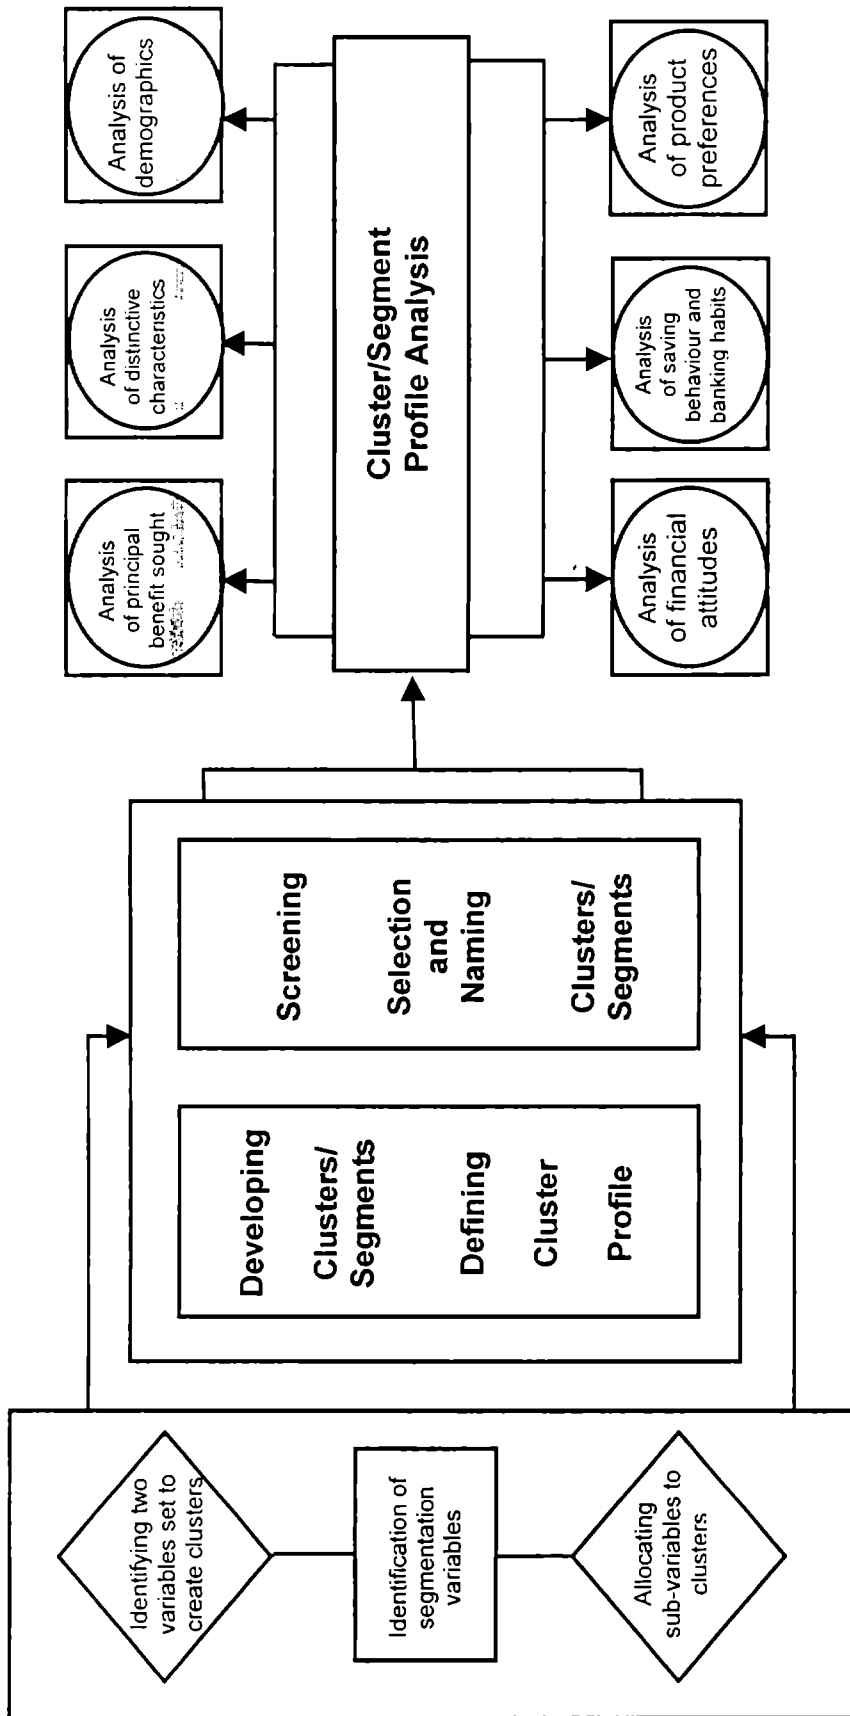 Identifying two
variables set to
create clusters
Identification of
segmentation
variables
Allocating
sub-variables to
clusters
Developing
Clusters/
Segments
Defining
Cluster
Profile
Screening
Selection
and
Naming
Clusters/
Segments
Cluster/Segment
Profile Analysis
Analysis
of principal
benefit sought
Analysis
of distinctive
characteristics
Analysis of
demographics
Analysis
of financial
attitudes
Analysis
of saving
behaviour and
banking habits
Analysis
of product
preferences